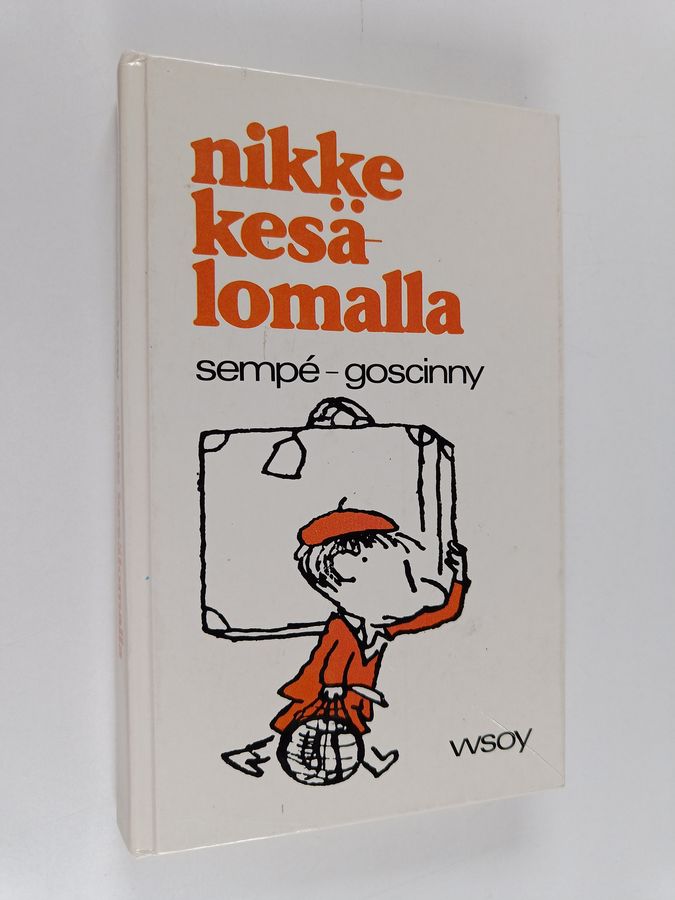 nikke
kesä-
lomalla
sempé–goscinny
wsoy